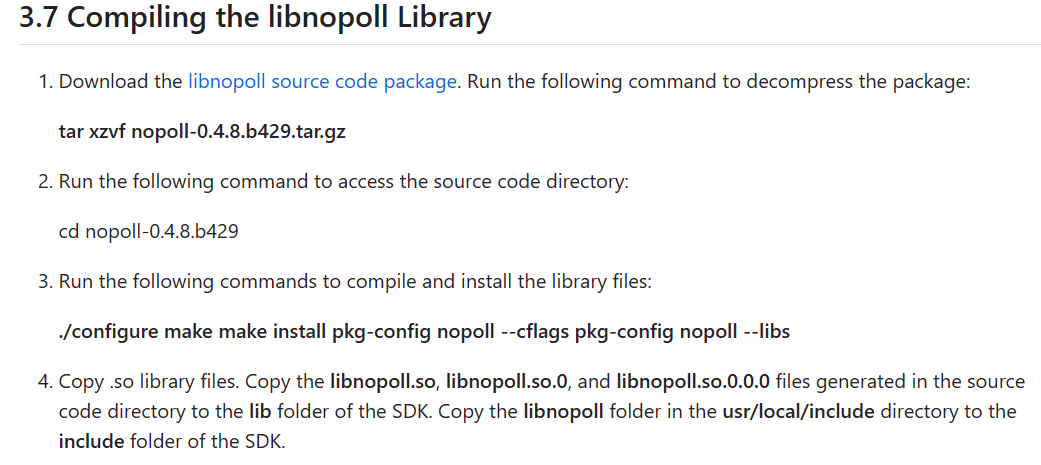 3.7 Compiling the libnopoll Library
1. Download the libnopoll source code package. Run the following command to decompress the package:
tar xzvf nopoll-0.4.8.b429.tar.gz
2. Run the following command to access the source code directory:
cd nopoll-0.4.8.b429
3. Run the following commands to compile and install the library files:
./configure make make install pkg-config nopoll --cflags pkg-config nopoll --libs
4. Copy .so library files. Copy the libnopoll.so, libnopoll.so.0, and libnopoll.so.0.0.0 files generated in the source
code directory to the lib folder of the SDK. Copy the libnopoll folder in the usr/local/include directory to the
include folder of the SDK.